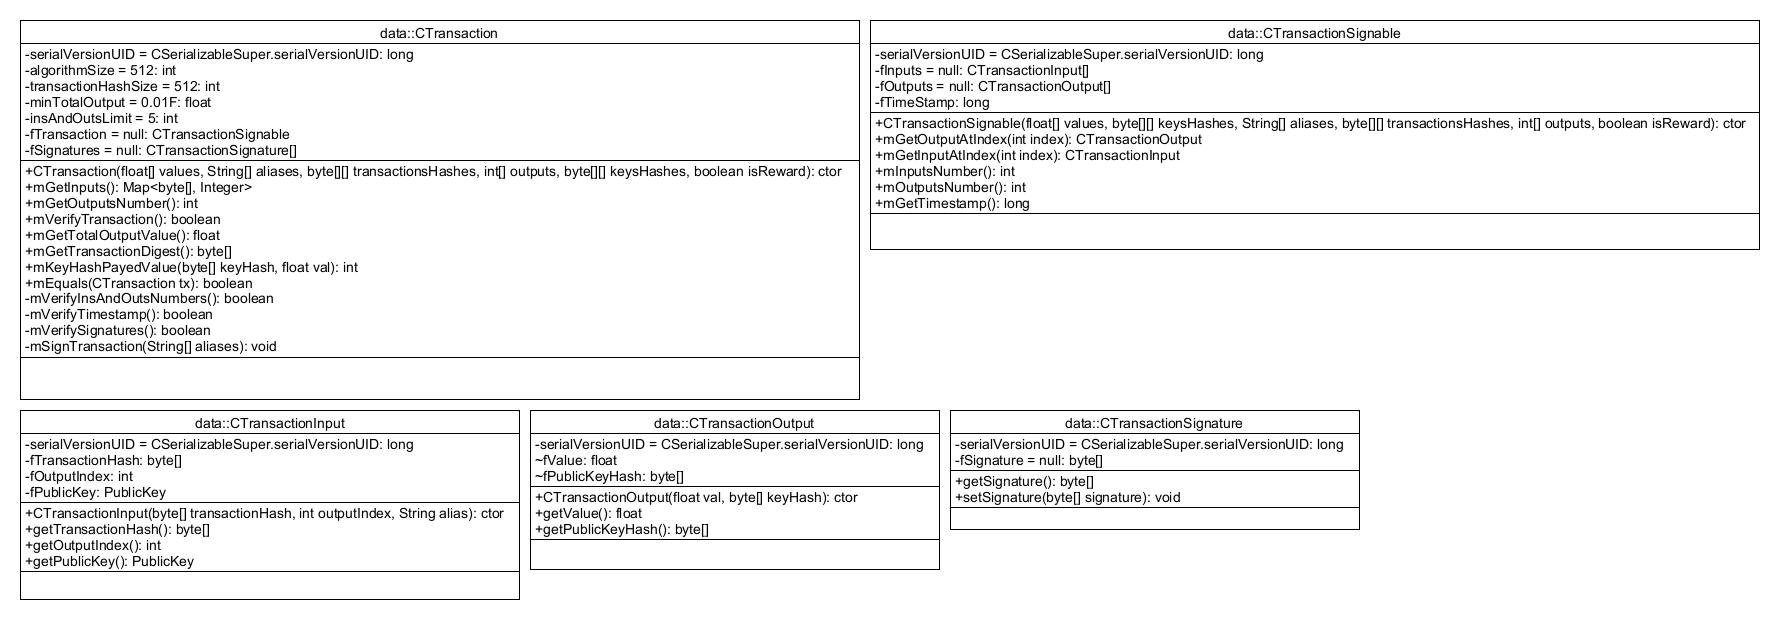 data::CTransaction
-serialVersionUID = CSerializableSuper.serialVersionUID: long
-algorithmSize = 512: int
-transactionHashSize = 512: int
-minTotalOutput = 0.01F: float
-insAndOutsLimit = 5: int
-fTransaction = null: CTransactionSignable
-fSignatures = null: CTransactionSignature[]
+CTransaction(float[] values, String[] aliases, byte[][] transactionsHashes, int[] outputs, byte[][] keysHashes, boolean isReward): ctor
+mGetInputs(): Map<byte[], Integer>
+mGetOutputsNumber(): int
+mVerifyTransaction(): boolean
+mGetTotalOutputValue(): float
+mGetTransactionDigest(): byte[]
+mKeyHashPayedValue(byte[] keyHash, float val): int
+mEquals(CTransaction tx): boolean
-mVerifyInsAndOutsNumbers(): boolean
-mVerifyTimestamp(): boolean
-mVerifySignatures(): boolean
-mSignTransaction(String[] aliases): void
data::CTransactionSignable
-serialVersionUID = CSerializableSuper.serialVersionUID: long
-fInputs = null: CTransactionInput[]
-fOutputs = null: CTransactionOutput[]
-fTimeStamp: long
+CTransactionSignable(float[] values, byte[][] keysHashes, String[] aliases, byte[][] transactionsHashes, int[] outputs, boolean isReward): ctor
+mGetOutputAtIndex(int index): CTransactionOutput
+mGetInputAtIndex(int index): CTransactionInput
+mInputsNumber(): int
+mOutputsNumber(): int
+mGetTimestamp(): long
data::CTransactionInput
-serialVersionUID = CSerializableSuper.serialVersionUID: long
-fTransactionHash: byte[]
-fOutputIndex: int
-fPublicKey: PublicKey
+CTransactionInput(byte[] transactionHash, int outputIndex, String alias): ctor
+getTransactionHash(): byte[]
+getOutputIndex(): int
+getPublicKey(): PublicKey
data::CTransactionOutput
-serialVersionUID = CSerializableSuper.serialVersionUID: long
~fValue: float
~fPublicKeyHash: byte[]
+CTransactionOutput(float val, byte[] keyHash): ctor
+getValue(): float
+getPublicKeyHash(): byte[]
data::CTransactionSignature
-serialVersionUID = CSerializableSuper.serialVersionUID: long
-fSignature = null: byte[]
+getSignature(): byte[]
+setSignature(byte[] signature): void